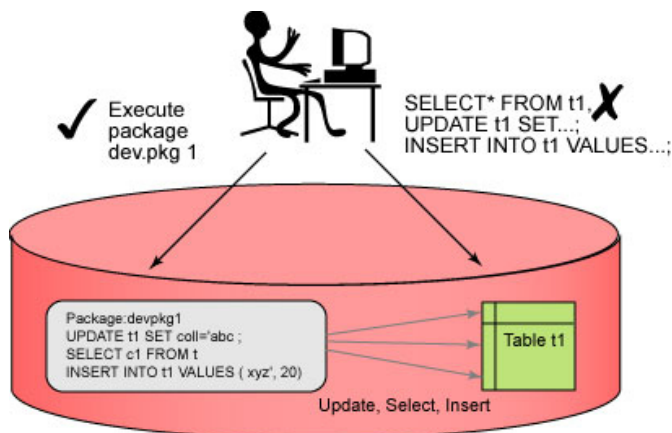 Execute
package
dev.pkg 1
SELECT* FROM t1,
UPDATE t1 SET...;
INSERT INTO t1 VALUES...;
Package:devpkg1
UPDATE t1 SET coll='abc ;
SELECT c1 FROM t
INSERT INTO t1 VALUES ( xyz', 20)
Table t1
Update, Select, Insert